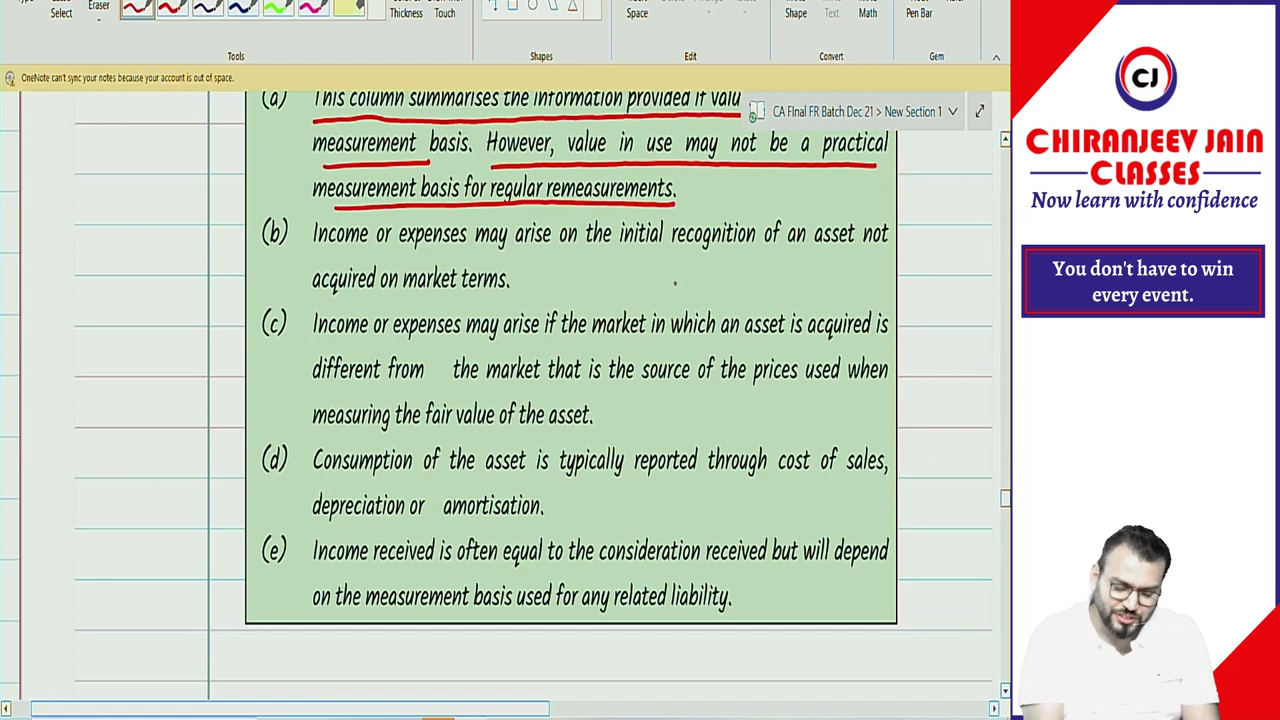 Eraser
Select
Thickness
Touch
Space
Shape
Text
Math
Pen Bar
Tools
Shapes
Edit
Convert
Gem
OneNote can't sync your notes because your account is out of space.
CA FInal FR Batch Dec 21 > New Section 1
(a) This column summarises the information provided if valu
measurement basis. However, value in use may not be a practical
measurement basis for regular remeasurements.
(b) Income or expenses may arise on the initial recognition of an asset not
acquired on market terms.
(c) Income or expenses may arise if the market in which an asset is acquired is
different from the market that is the source of the prices used when
measuring the fair value of the asset.
(d) Consumption of the asset is typically reported through cost of sales,
depreciation or amortisation.
(e) Income received is often equal to the consideration received but will depend
on the measurement basis used for any related liability.
CJ
CHIRANJEEV JAIN
CLASSES
Now learn with confidence
You don't have to win
every event.